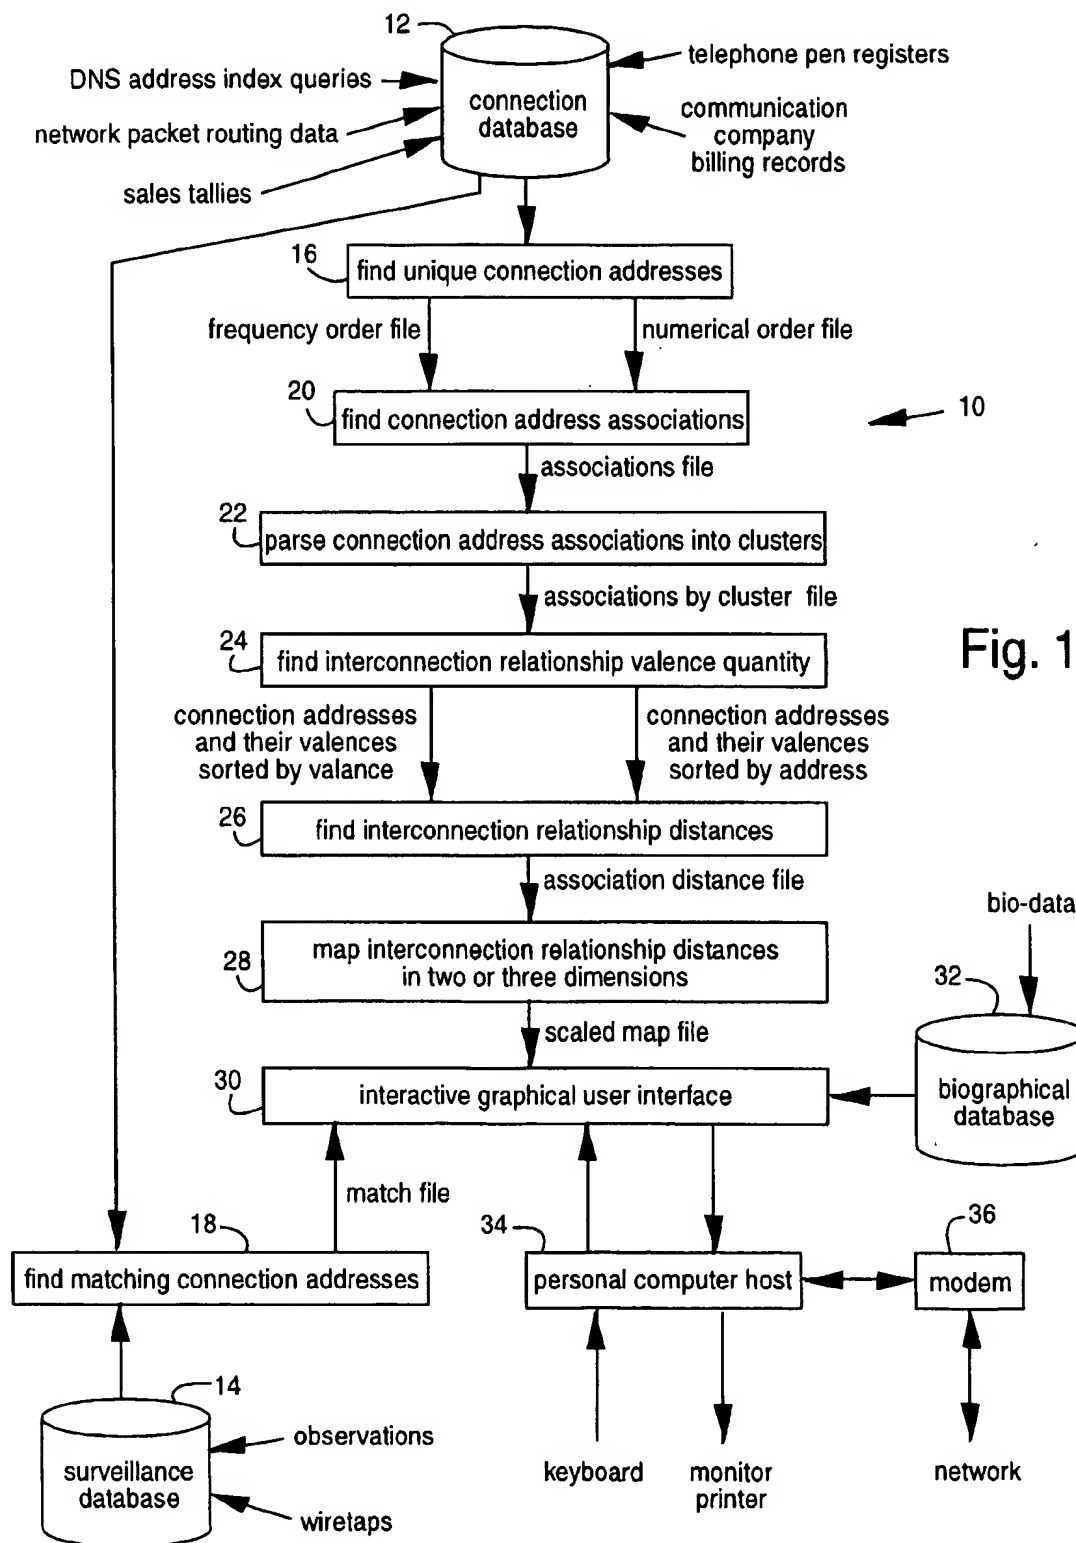 12
telephone pen registers
DNS address index queries
connection
database
communication
company
billing records
network packet routing data
sales tallies
16
find unique connection addresses
frequency order file
numerical order file
20
find connection address associations
10
associations file
22
parse connection address associations into clusters
associations by cluster file
24
find interconnection relationship valence quantity
Fig. 1
connection addresses
and their valences
sorted by valance
connection addresses
and their valences
sorted by address
26
find interconnection relationship distances
association distance file
bio-data
28
map interconnection relationship distances
in two or three dimensions
32
scaled map file
30
interactive graphical user interface
biographical
database
match file
18
34
36
find matching connection addresses
personal computer host
modem
14
observations
surveillance
database
wiretaps
keyboard
monitor
printer
network